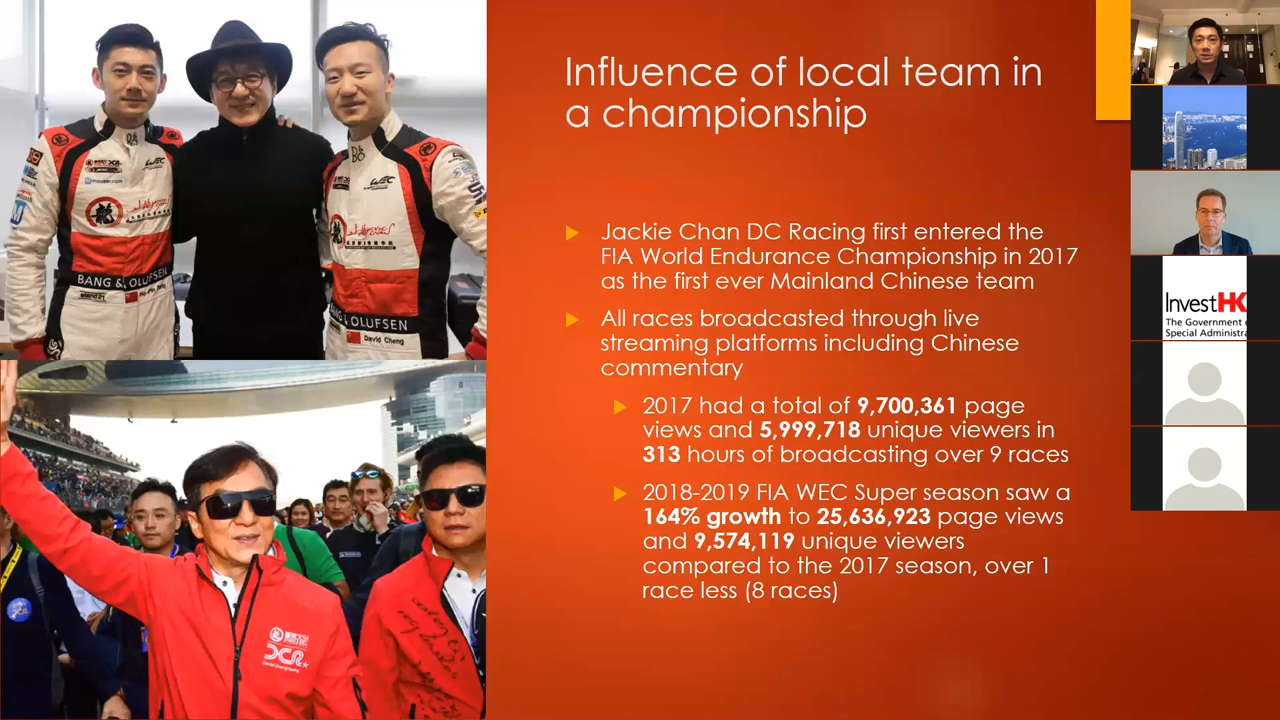 Influence of local team in
a championship
Jackie Chan DC Racing first entered the
FIA World Endurance Championship in 2017
as the first ever Mainland Chinese team
All races broadcasted through live
streaming platforms including Chinese
commentary
2017 had a total of 9,700,361 page
views and 5,999,718 unique viewers in
313 hours of broadcasting over 9 races
2018-2019 FIA WEC Super season saw a
164% growth to 25,636,923 page views
and 9,574,119 unique viewers
compared to the 2017 season, over 1
race less (8 races)
WEC
BANG & OLUFSEN
WEC
G & OLUFSEN
David Cheng
DCR
InvestHK
The Government
Special Administra